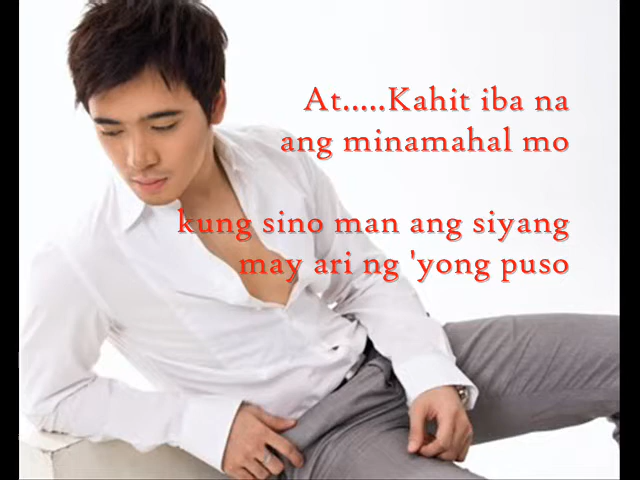 At.....Kahit iba na
ang minamahal mo
kung sino man ang siyang
may ari ng 'yong puso